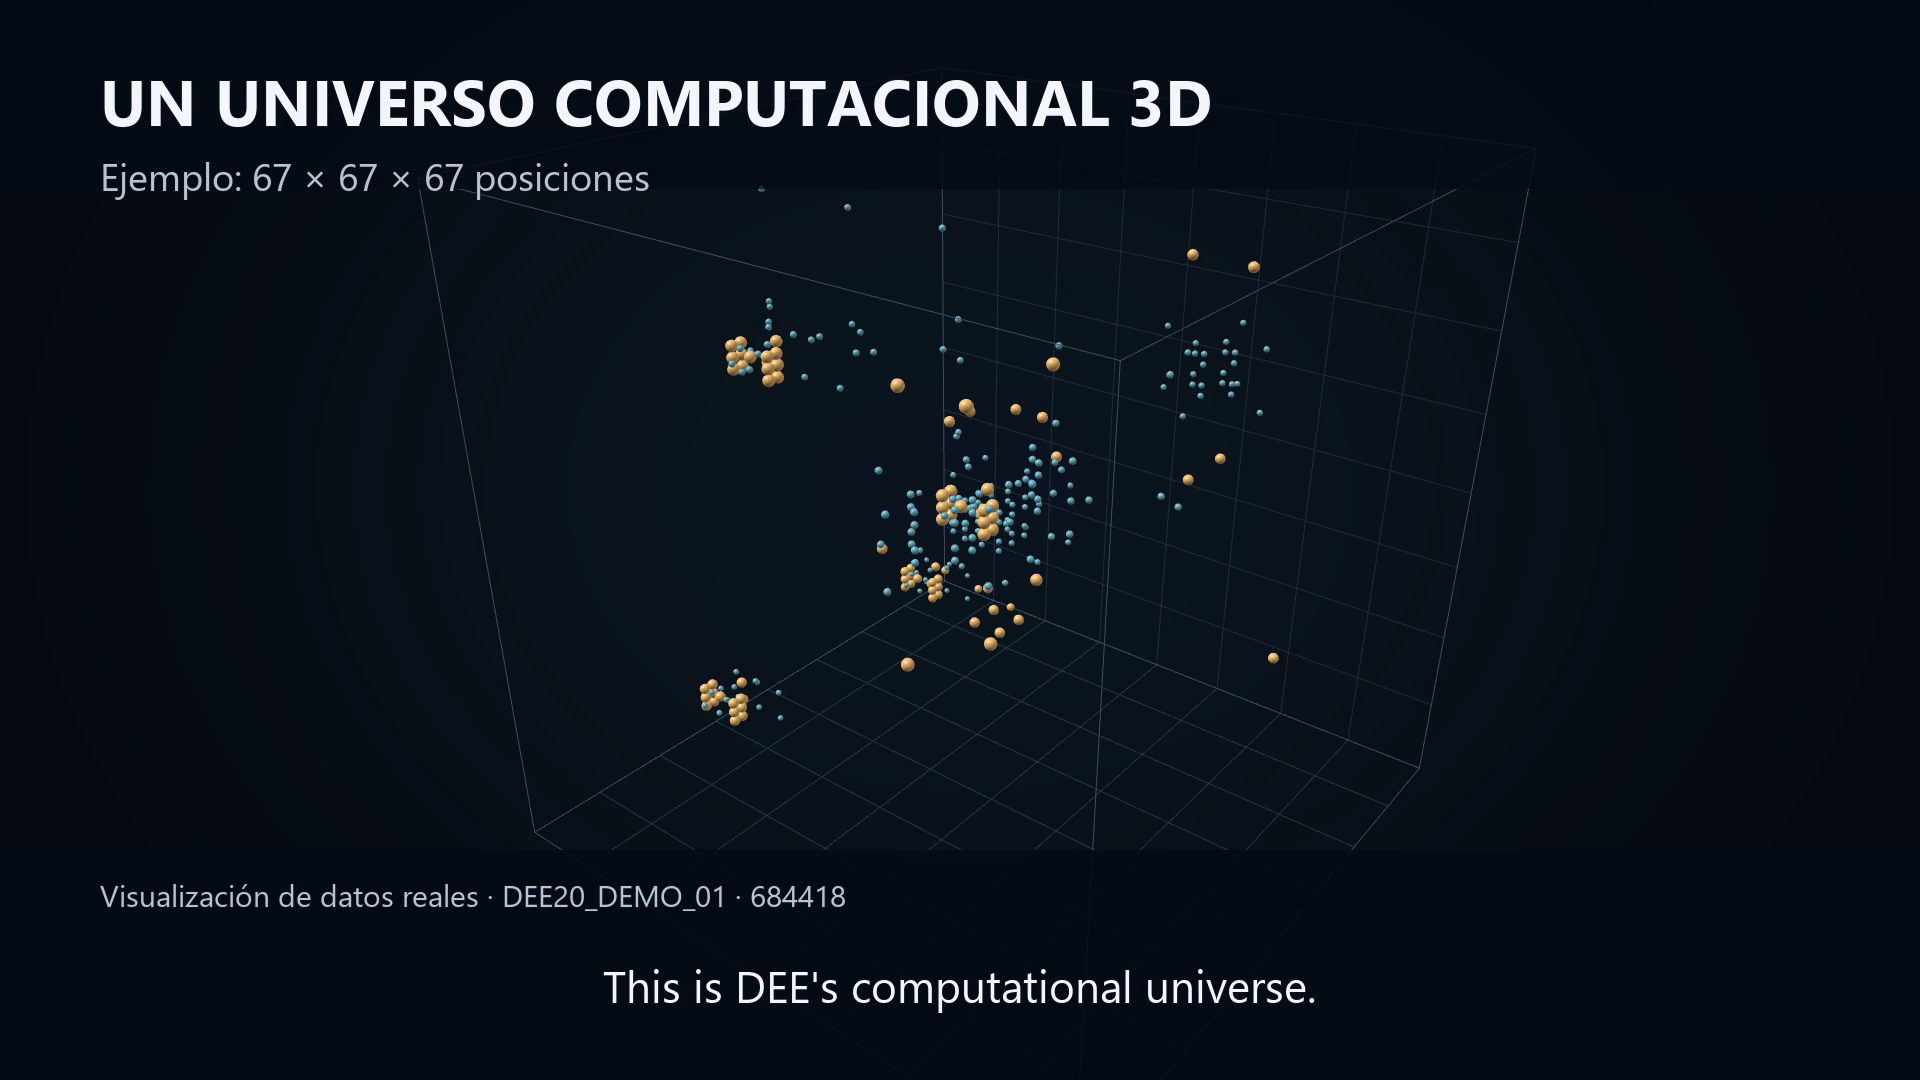 UN UNIVERSO COMPUTACIONAL 3D
Ejemplo: 67 × 67 × 67 posiciones
Visualización de datos reales · DEE20_DEMO_01 · 684418
This is DEE's computational universe.